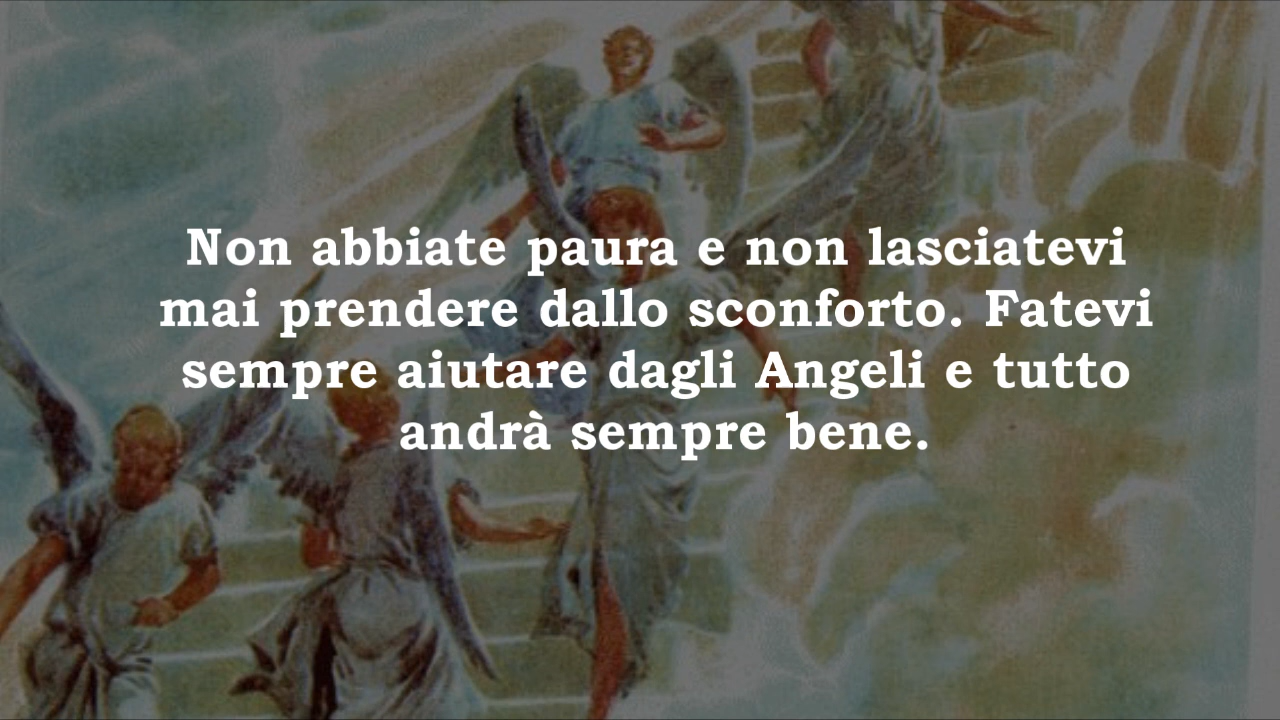 Non abbiate paura e non lasciatevi
mai prendere dallo sconforto. Fatevi
sempre aiutare dagli Angeli e tutto
andrà sempre bene.